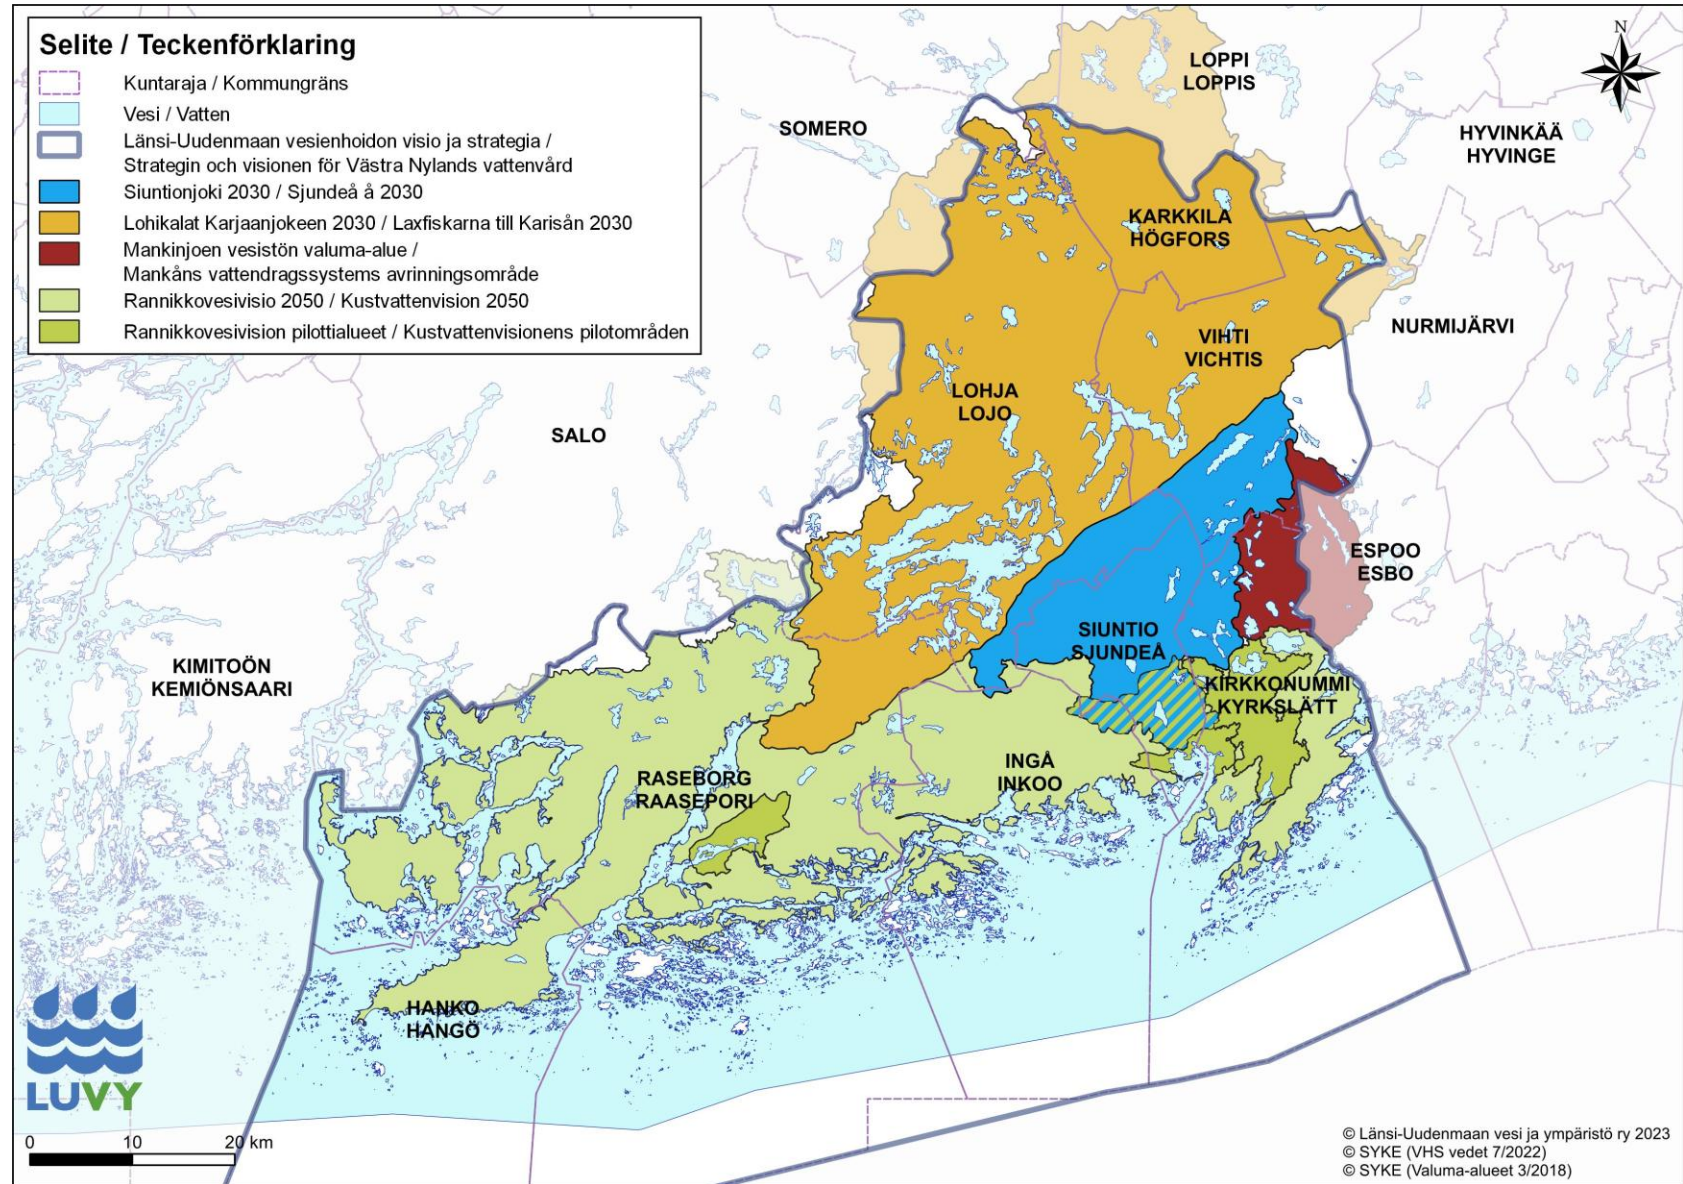 Selite / Teckenförklaring
Kuntaraja / Kommungräns
Vesi / Vatten
Länsi-Uudenmaan vesienhoidon visio ja strategia /
Strategin och visionen för Västra Nylands vattenvård
Siuntionjoki 2030 / Sjundeå å 2030
Lohikalat Karjaanjokeen 2030 / Laxfiskarna till Karisån 2030
Mankinjoen vesistön valuma-alue /
Mankåns vattendragssystems avrinningsområde
Rannikkovesivisio 2050 / Kustvattenvision 2050
Rannikkovesivision pilottialueet / Kustvattenvisionens pilotområden
N
LOPPI
LOPPIS
SOMERO
HYVINKÄÄ
HYVINGE
KARKKILA
HÖGFORS
NURMIJÄRVI
VIHTI
VICHTIS
LOHJA
LOJO
SALO
ESPOO
ESBO
SIUNTIO
SJUNDEÅ
KIMITOÖN
KEMIÖNSAARI
KIRKKONUMMI
KYRKSLÄTT
INGÅ
INKOO
RASEBORG
RAASEPORI
HANKO
HANGÖ
LUVY
0 10 20 km
© Länsi-Uudenmaan vesi ja ympäristö ry 2023
© SYKE (VHS vedet 7/2022)
© SYKE (Valuma-alueet 3/2018)